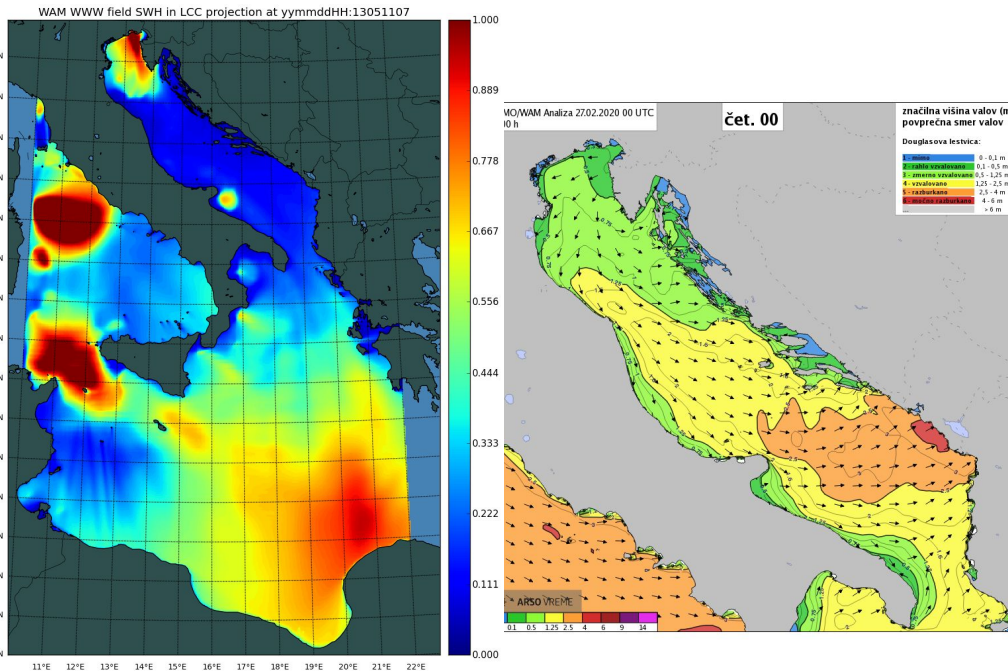 WAM WWW field SWH in LCC projection at yymmddHH:13051107
1.000
0.889
0.778
0.667
0.556
0.444
0.333
0.222
0.111
0.000
11°E 12°E 13°E 14°E 15°E 16°E 17°E 18°E 19°E 20°E 21°E 22°E
MO/WAM Analiza 27.02.2020 00 UTC
00 h
čet. 00
značilna višina valov (m
povprečna smer valov
Douglasova lestvica:
1 - mirno 0 - 0,1 m
2 - rahlo vzvalovano 0,1 - 0,5 m
3 - zmerno vzvalovano 0,5 - 1,25 m
4 - vzvalovano 1,25 - 2,5 m
5 - razburkano 2,5 - 4 m
6 - močno razburkano 4 - 6 m
> 6 m
ARSO VREME
0.1 0.5 1.25 2.5 4 6 9 14